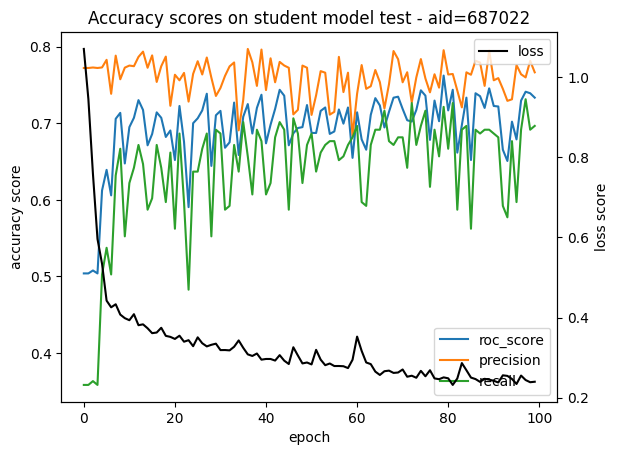 Accuracy scores on student model test - aid=687022
loss
0.8
0.7
0.6
0.5
0.4
accuracy score
1.0
0.8
0.6
0.4
0.2
loss score
roc_score
precision
recall
0
20
40
60
80
100
epoch